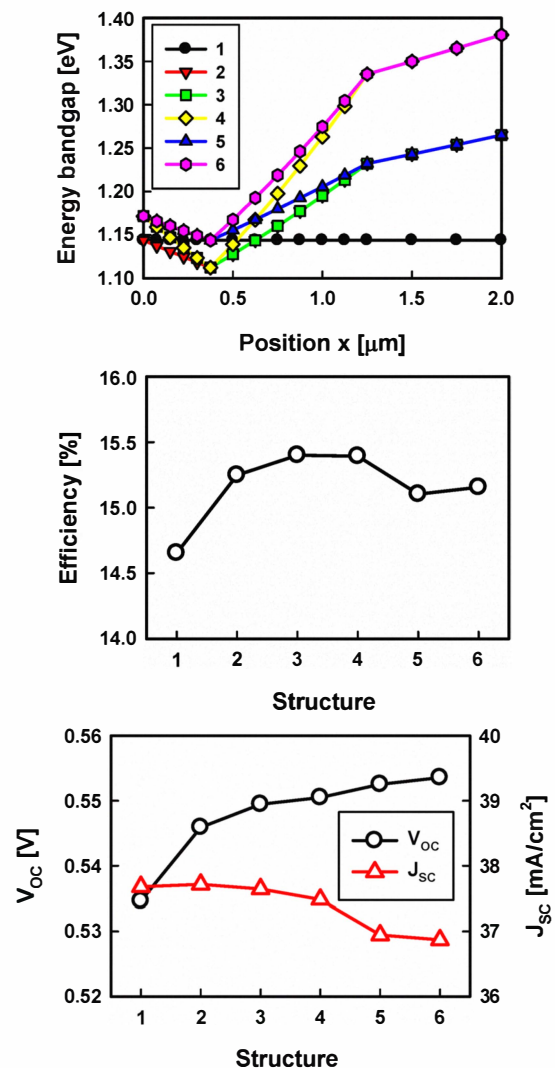 Energy bandgap [eV]
1.40
1.35
1.30
1.25
1.20
1.15
1.10
1
2
3
4
5
6
0.0 0.5 1.0 1.5 2.0
Position x [μm]
Efficiency [%]
16.0
15.5
15.0
14.5
14.0
1 2 3 4 5 6
Structure
V_OC [V]
0.56
0.55
0.54
0.53
0.52
V_OC
J_SC
40
39
38
37
36
J_SC [mA/cm²]
1 2 3 4 5 6
Structure